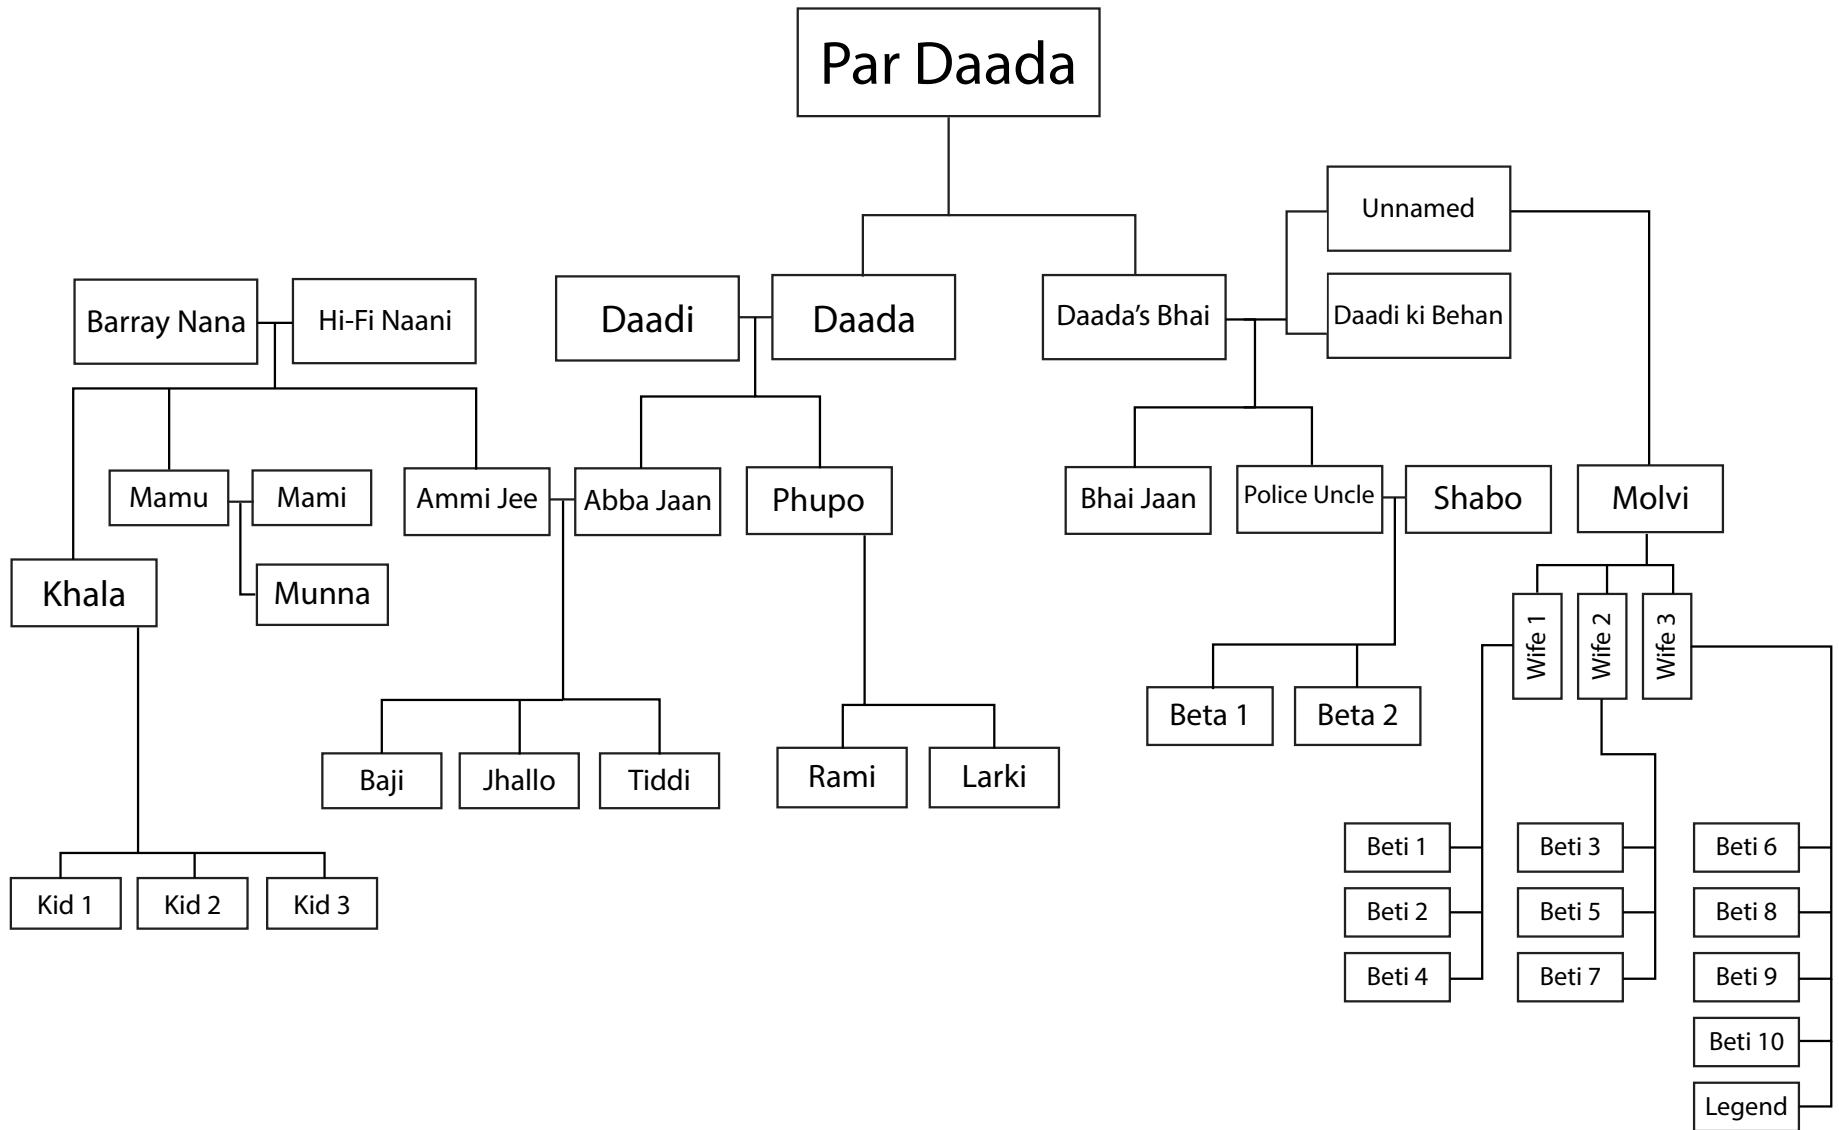 Par Daada
Unnamed
Barray Nana
Hi-Fi Naani
Daadi
Daada
Daada's Bhai
Daadi ki Behan
Mamu
Mami
Ammi Jee
Abba Jaan
Phupo
Bhai Jaan
Police Uncle
Shabo
Molvi
Khala
Munna
Wife 1
Wife 2
Wife 3
Beta 1
Beta 2
Baji
Jhallo
Tiddi
Rami
Larki
Kid 1
Kid 2
Kid 3
Beti 1
Beti 3
Beti 6
Beti 2
Beti 5
Beti 8
Beti 4
Beti 7
Beti 9
Beti 10
Legend